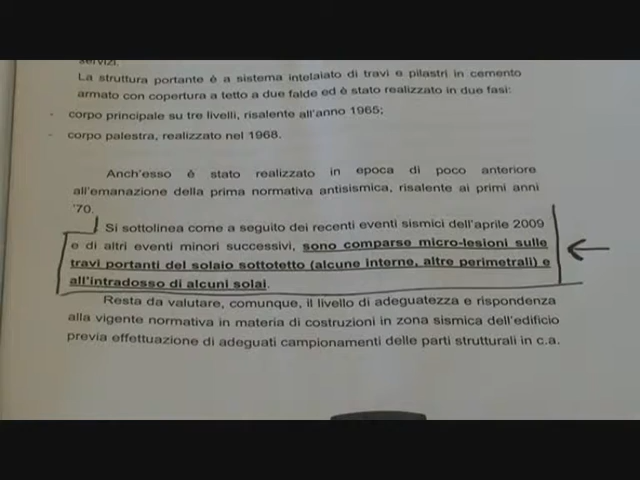 servizi.
La struttura portante è a sistema intelaiato di travi e pilastri in cemento
armato con copertura a tetto a due falde ed è stato realizzato in due fasi:
- corpo principale su tre livelli, risalente all'anno 1965;
- corpo palestra, realizzato nel 1968.
Anch'esso è stato realizzato in epoca di poco anteriore
all'emanazione della prima normativa antisismica, risalente ai primi anni
'70.
Si sottolinea come a seguito dei recenti eventi sismici dell'aprile 2009
e di altri eventi minori successivi, sono comparse micro-lesioni sulle
travi portanti del solaio sottotetto (alcune interne, altre perimetrali) e
all'intradosso di alcuni solai.
Resta da valutare, comunque, il livello di adeguatezza e rispondenza
alla vigente normativa in materia di costruzioni in zona sismica dell'edificio
previa effettuazione di adeguati campionamenti delle parti strutturali in c.a.